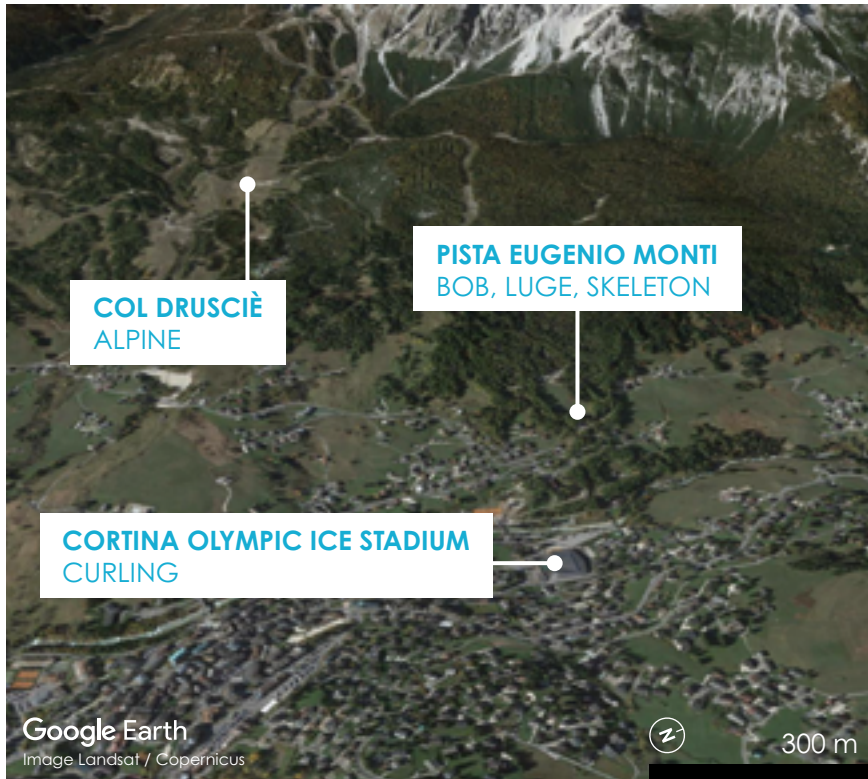 COL DRUSCIÈ
ALPINE
PISTA EUGENIO MONTI
BOB, LUGE, SKELETON
CORTINA OLYMPIC ICE STADIUM
CURLING
Google Earth
Image Landsat / Copernicus
N
300 m